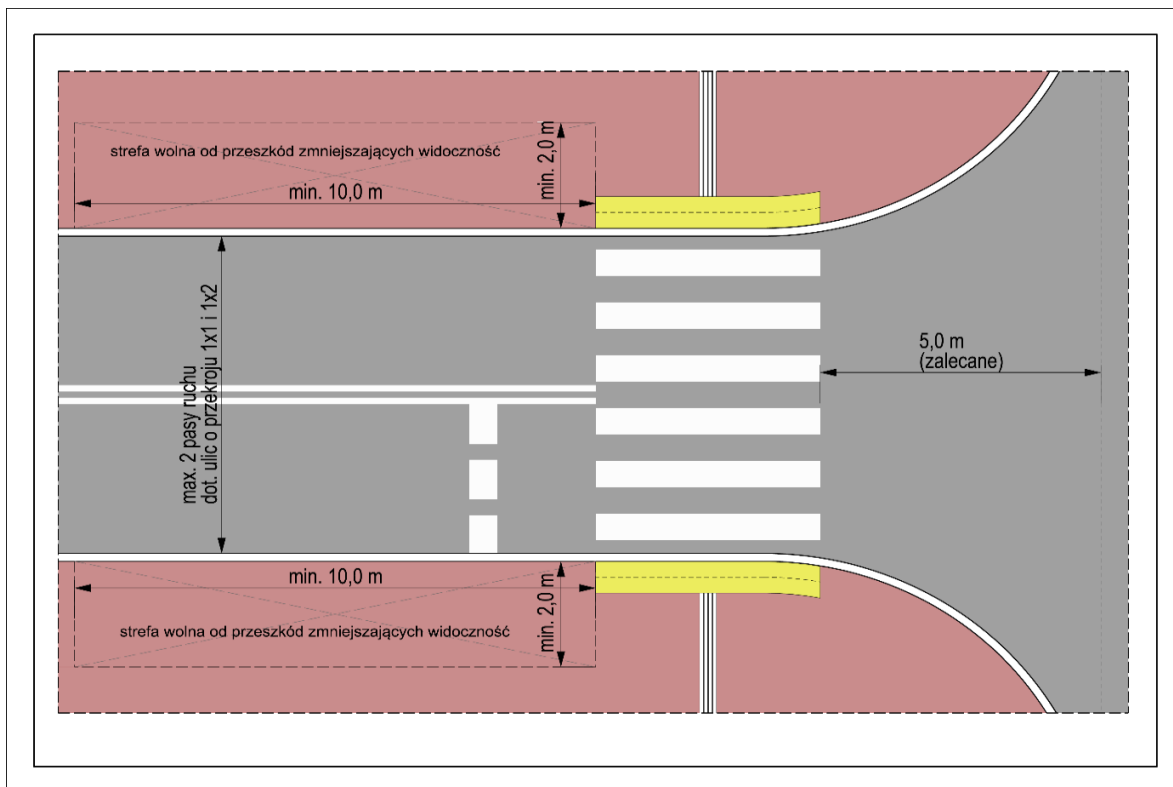 strefa wolna od przeszkód zmniejszających widoczność
min. 2,0 m
min. 10,0 m
max. 2 pasy ruchu
dot. ulic o przekroju 1x1 i 1x2
5,0 m
(zalecane)
min. 10,0 m
min. 2,0 m
strefa wolna od przeszkód zmniejszających widoczność